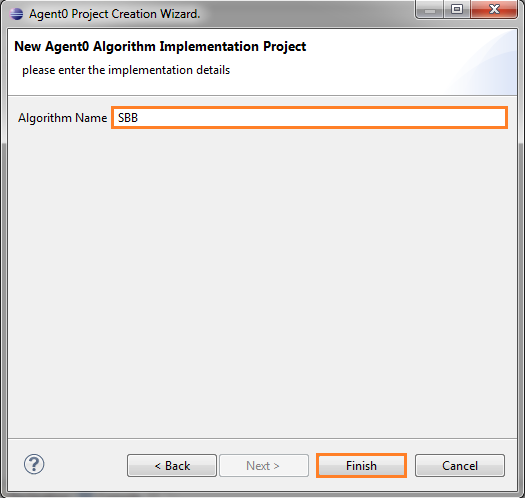 Agent0 Project Creation Wizard.
New Agent0 Algorithm Implementation Project
please enter the implementation details
Algorithm Name SBB
? < Back Next > Finish Cancel